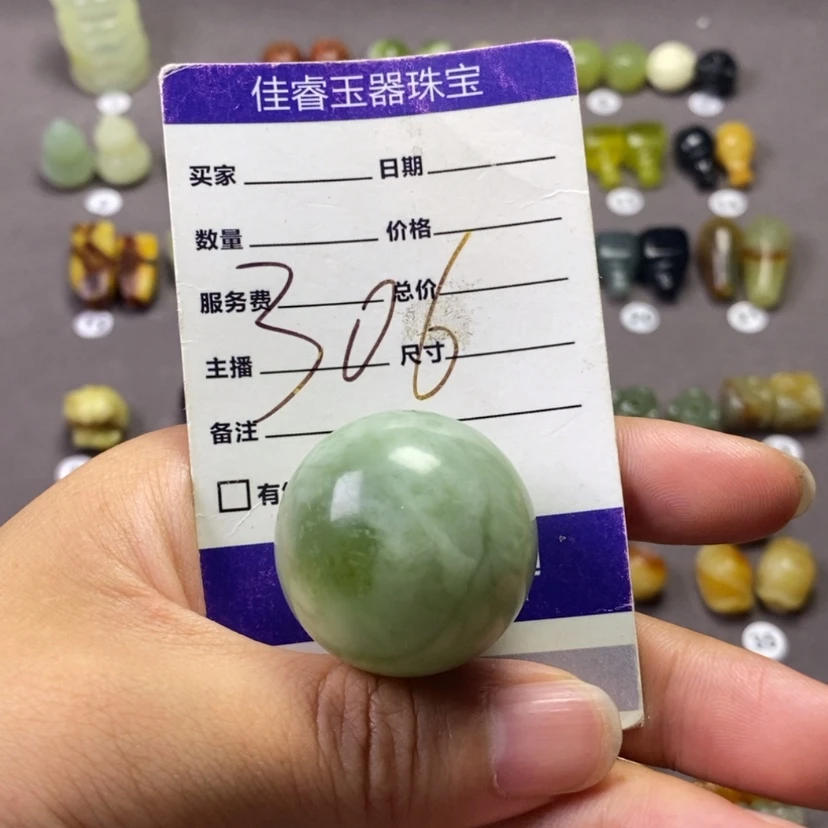 佳睿玉器珠宝
买家 日期
数量 价格
服务费 总价
306
主播 尺寸
备注
有